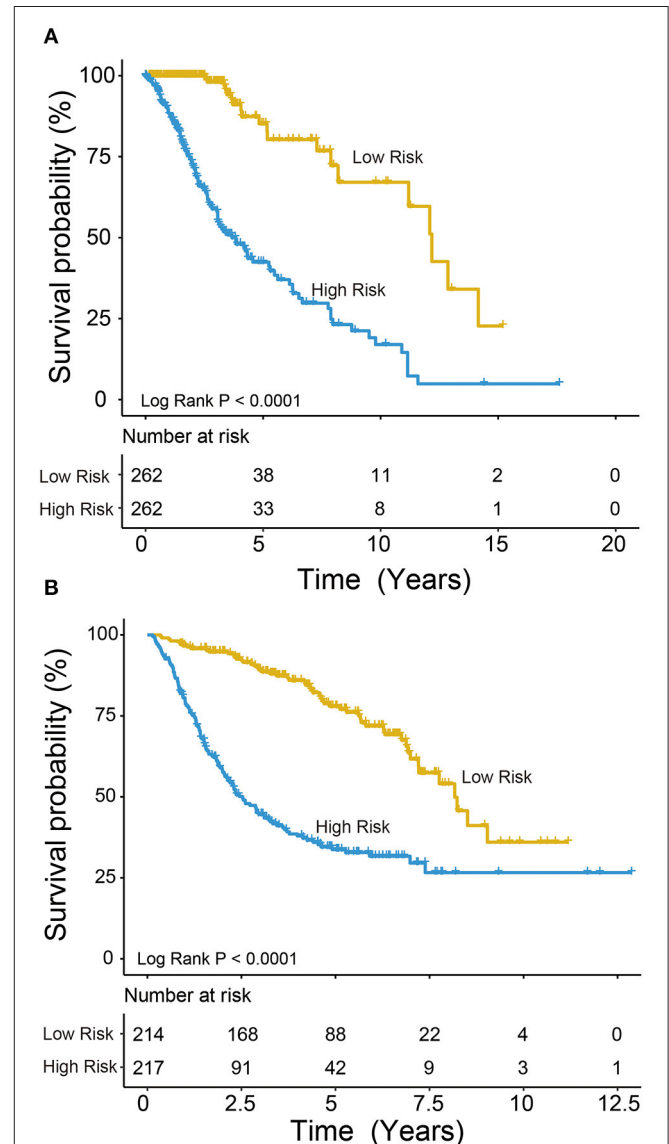 A
Survival probability (%)
100
75
50
25
0
Low Risk
High Risk
Log Rank P < 0.0001
Number at risk
Low Risk 262 38 11 2 0
High Risk 262 33 8 1 0
0 5 10 15 20
Time (Years)
B
Survival probability (%)
100
75
50
25
0
Low Risk
High Risk
Log Rank P < 0.0001
Number at risk
Low Risk 214 168 88 22 4 0
High Risk 217 91 42 9 3 1
0 2.5 5 7.5 10 12.5
Time (Years)